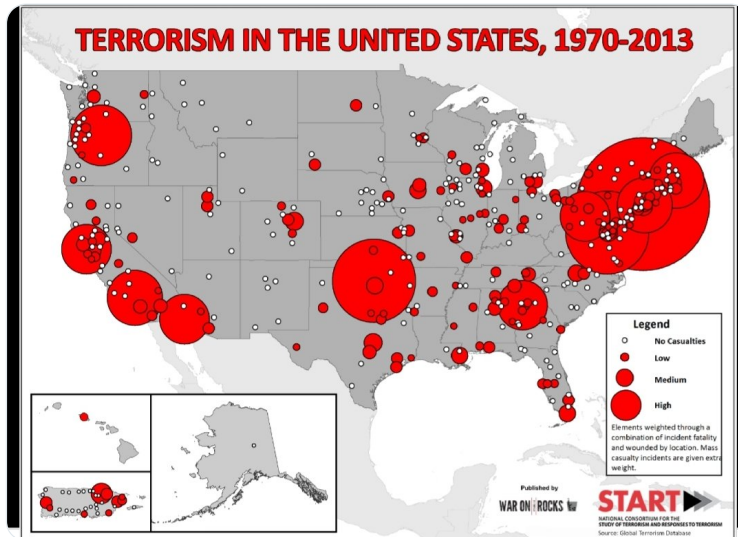 TERRORISM IN THE UNITED STATES, 1970-2013
Legend
No Casualties
Low
Medium
High
Elements weighted through a
combination of incident fatality
and wounded by location. Mass
casualty incidents are given extra
weight.
Published by
WAR ON ROCKS
START
NATIONAL CONSORTIUM FOR THE
STUDY OF TERRORISM AND RESPONSES TO TERRORISM
Source: Global Terrorism Database